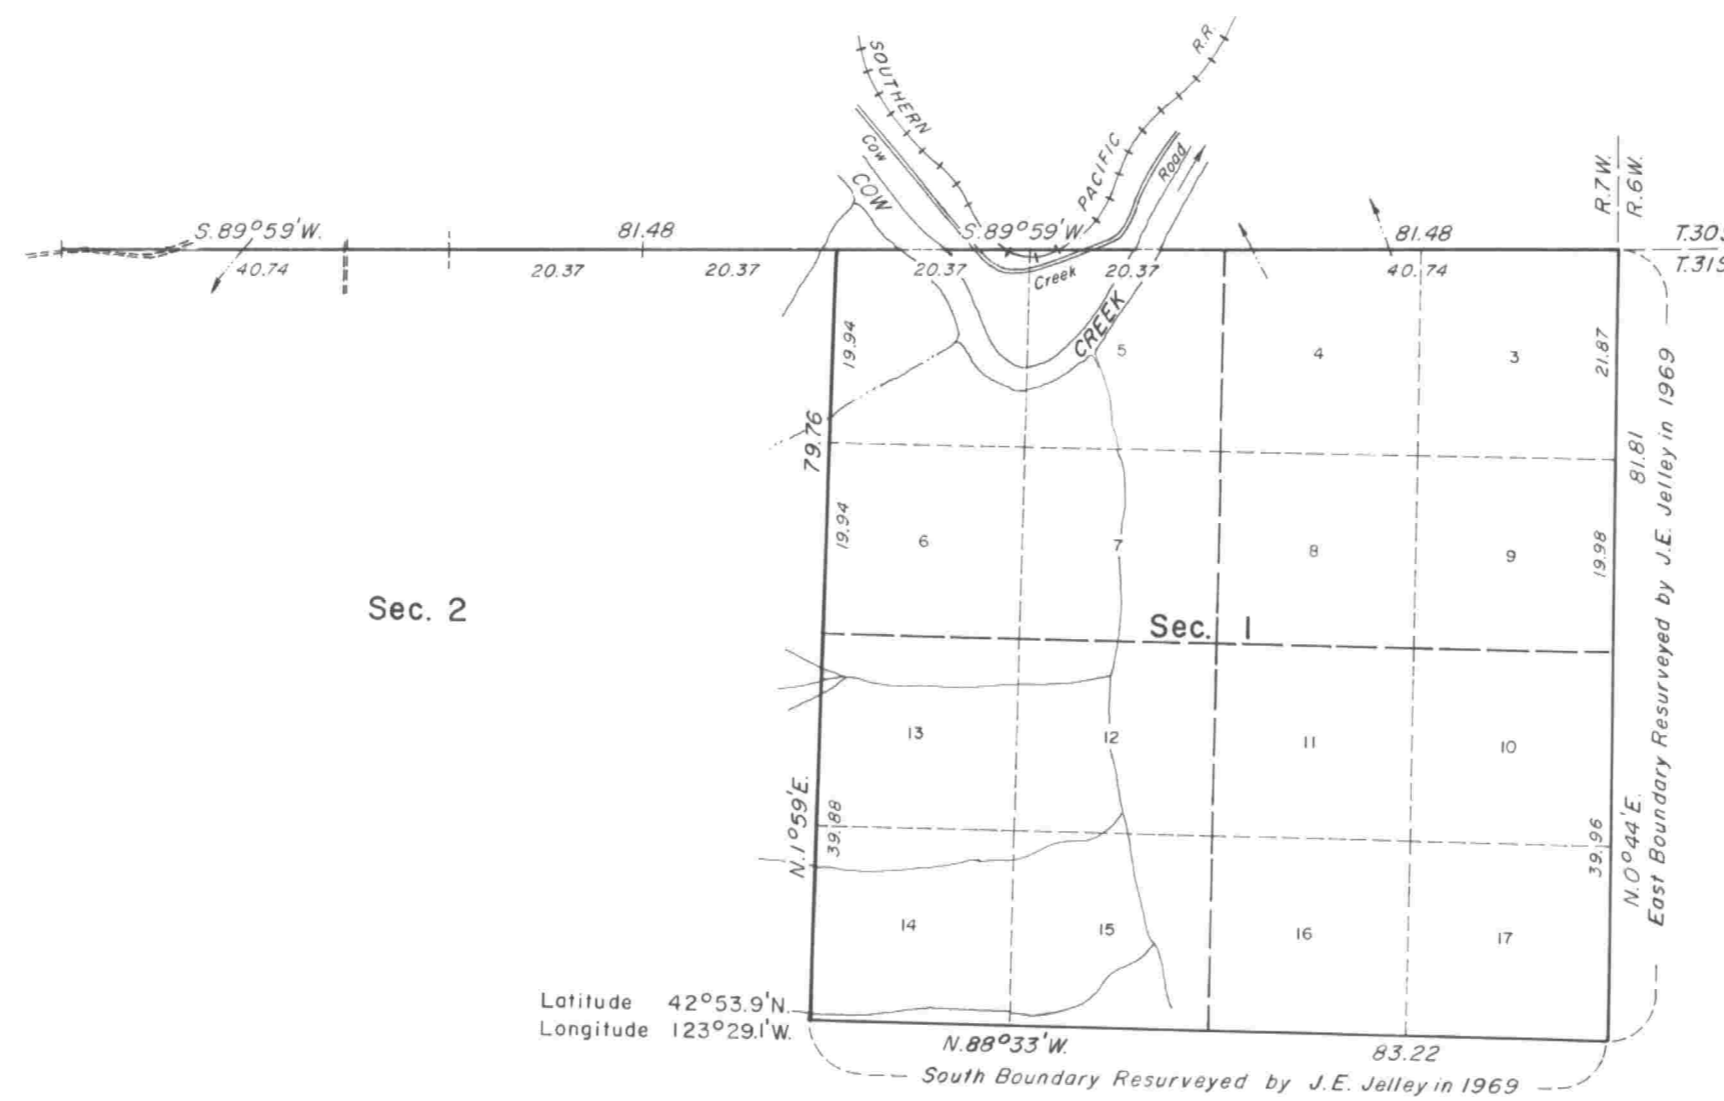 SOUTHERN
PACIFIC
R.R.
Cow
Creek
Road
COW
CREEK
R.7W.
R.6W.
S.89°59'W.
81.48
S.89°59'W.
81.48
T.30S
T.31S
40.74
20.37
20.37
20.37
20.37
40.74
19.94
5
4
3
21.87
79.76
81.81
19.94
6
7
8
9
19.98
Sec. 2
Sec. 1
13
12
11
10
N.1°59'E.
39.88
39.96
N.0°44'E.
East Boundary Resurveyed by J.E. Jelley in 1969
14
15
16
17
Latitude 42°53.9'N.
Longitude 123°29.1'W.
N.88°33'W.
83.22
South Boundary Resurveyed by J.E. Jelley in 1969